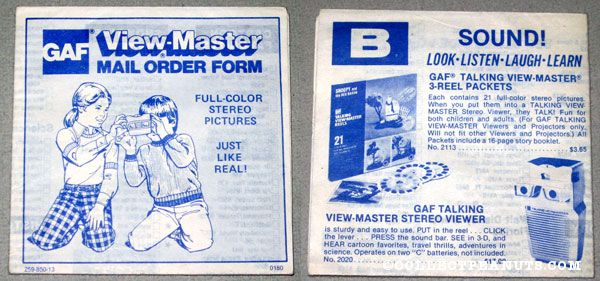 GAF® View-Master®
MAIL ORDER FORM
FULL-COLOR
STEREO
PICTURES
JUST
LIKE
REAL!
259-850-13
0180
B
SOUND!
LOOK•LISTEN•LAUGH•LEARN
GAF® TALKING VIEW-MASTER®
3-REEL PACKETS
Each contains 21 full-color stereo pictures.
When you put them into a TALKING VIEW-
MASTER Stereo Viewer, they TALK! Fun for
both children and adults. (For GAF TALKING
VIEW-MASTER Viewers and Projectors only.
Will not fit other Viewers and Projectors.) All
Packets include a 16-page story booklet.
No. 2113 ........................ $3.65
SNOOPY and
the RED BARON
TALKING
VIEW-MASTER
REELS
21
GAF TALKING
VIEW-MASTER STEREO VIEWER
is sturdy and easy to use. PUT in the reel . . . CLICK
the lever . . . PRESS the sound bar. SEE in 3-D, and
HEAR cartoon favorites, travel thrills, adventures in
science. Operates on two "C" batteries, not included.
No. 2020